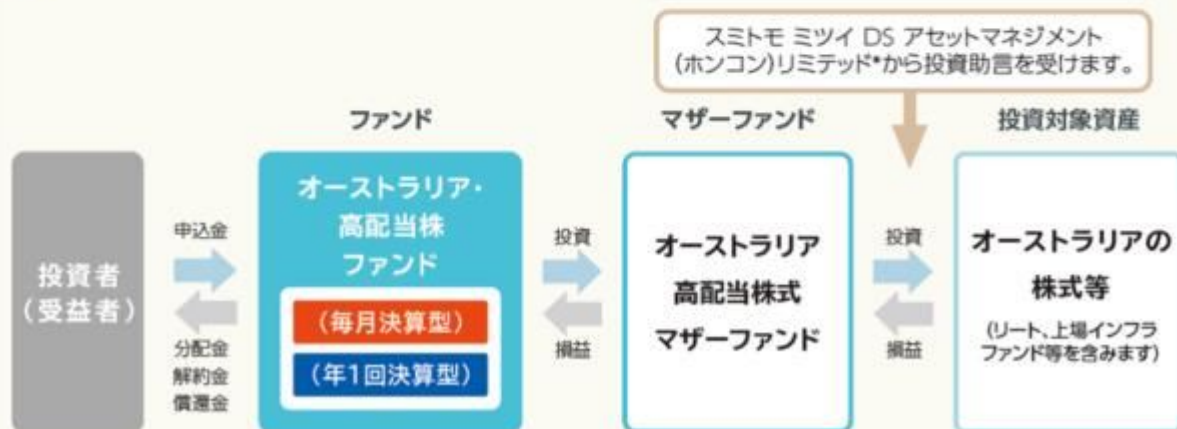 スミトモ ミツイ DS アセットマネジメント
(ホンコン)リミテッド*から投資助言を受けます。
ファンド
マザーファンド
投資対象資産
投資者
(受益者)
申込金
分配金
解約金
償還金
オーストラリア・
高配当株
ファンド
(毎月決算型)
(年1回決算型)
投資
損益
オーストラリア
高配当株式
マザーファンド
投資
損益
オーストラリアの
株式等
(リート、上場インフラ
ファンド等を含みます)